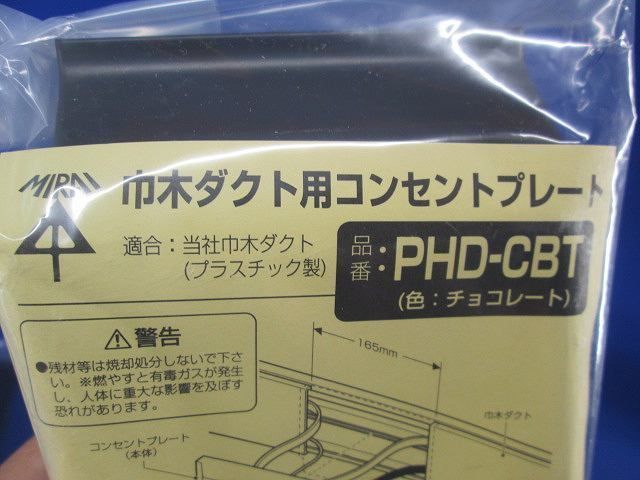 MIRAI
巾木ダクト用コンセントプレート
適合：当社巾木ダクト
(プラスチック製)
品番：PHD-CBT
(色：チョコレート)
警告
●残材等は焼却処分しないで下さ
い。※燃やすと有毒ガスが発生
し、人体に重大な影響を及ぼす
恐れがあります。
165mm
巾木ダクト
コンセントプレート
(本体)